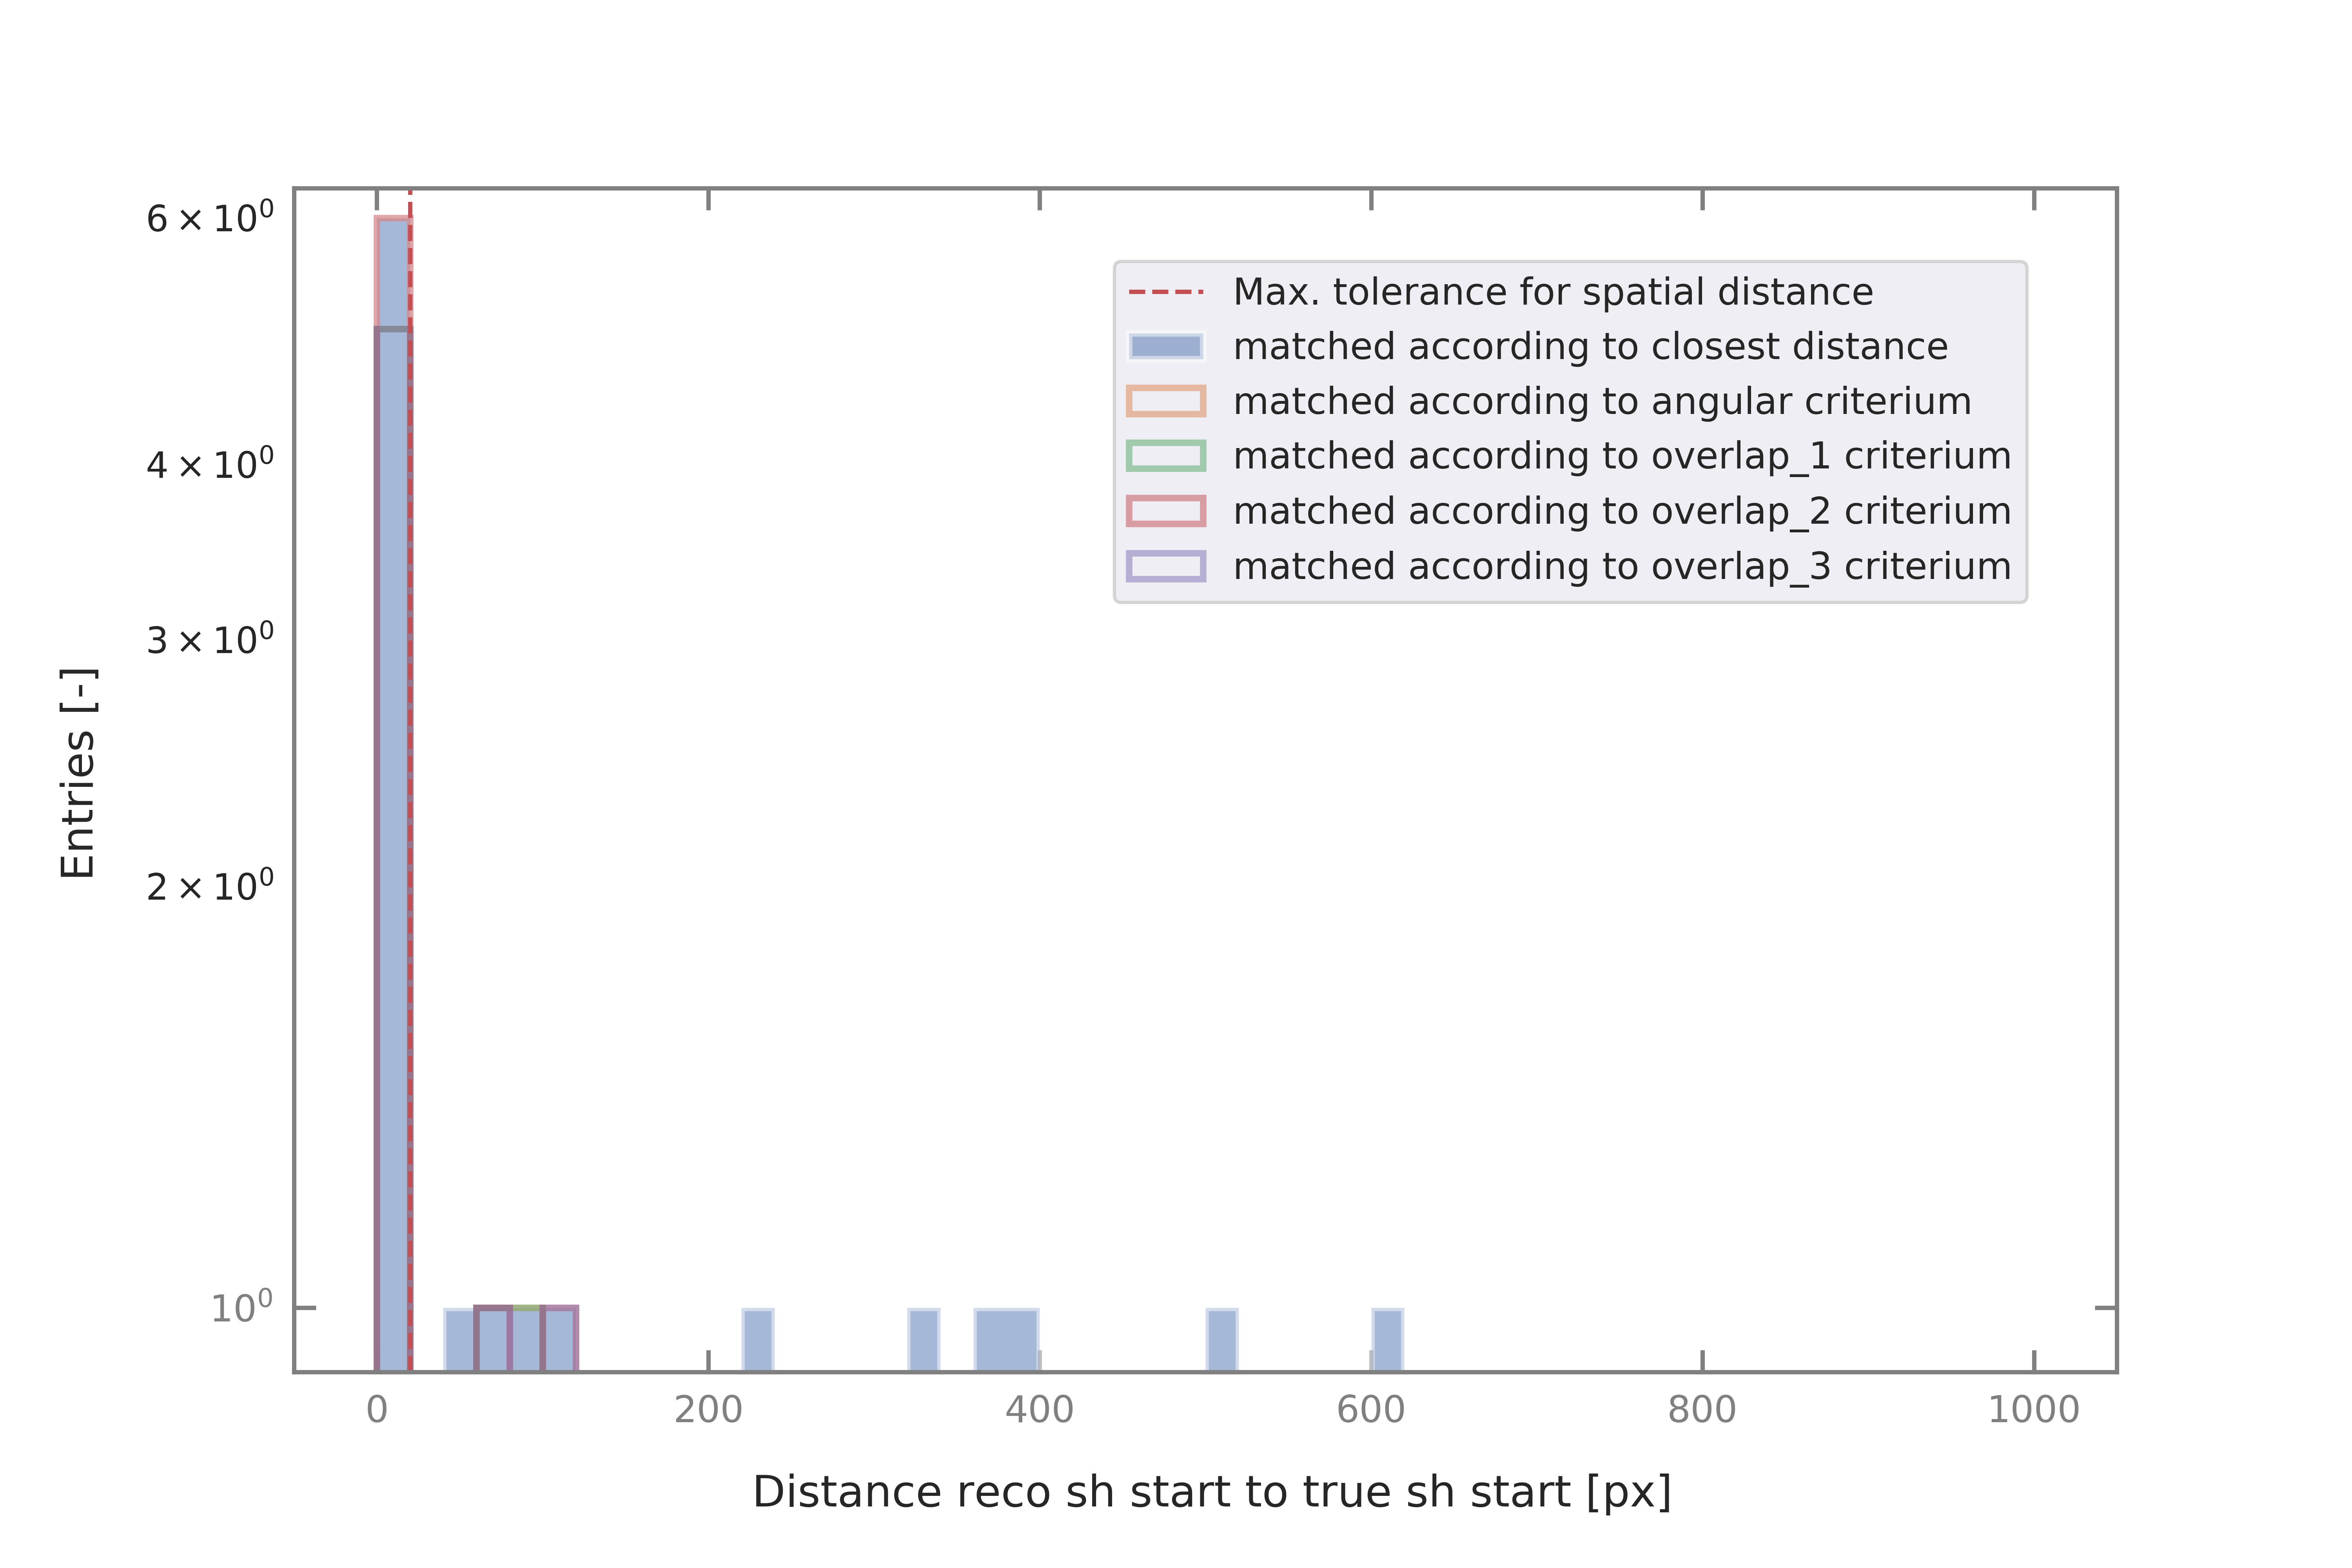 6 × 10⁰
4 × 10⁰
3 × 10⁰
2 × 10⁰
10⁰
Entries [-]
Max. tolerance for spatial distance
matched according to closest distance
matched according to angular criterium
matched according to overlap_1 criterium
matched according to overlap_2 criterium
matched according to overlap_3 criterium
0 200 400 600 800 1000
Distance reco sh start to true sh start [px]